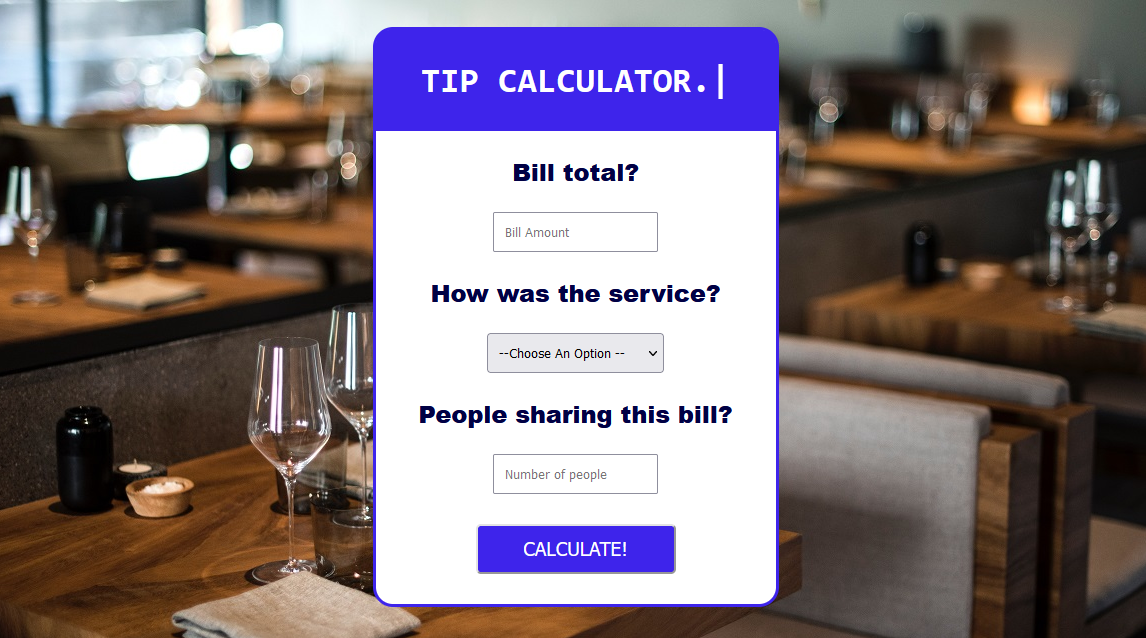 TIP CALCULATOR.|
Bill total?
Bill Amount
How was the service?
--Choose An Option --
People sharing this bill?
Number of people
CALCULATE!